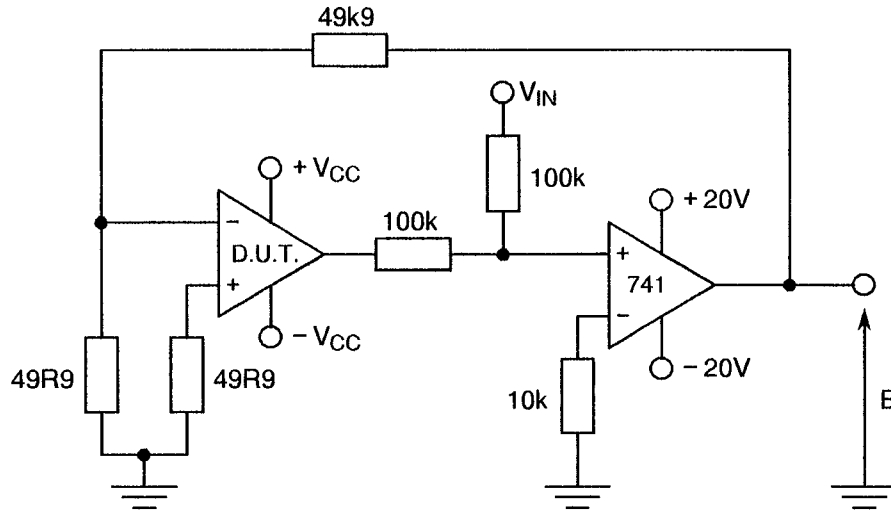 49k9
V_IN
+ V_CC
100k
100k
+ 20V
−
D.U.T.
+
+
741
−
− V_CC
− 20V
49R9
49R9
10k
E